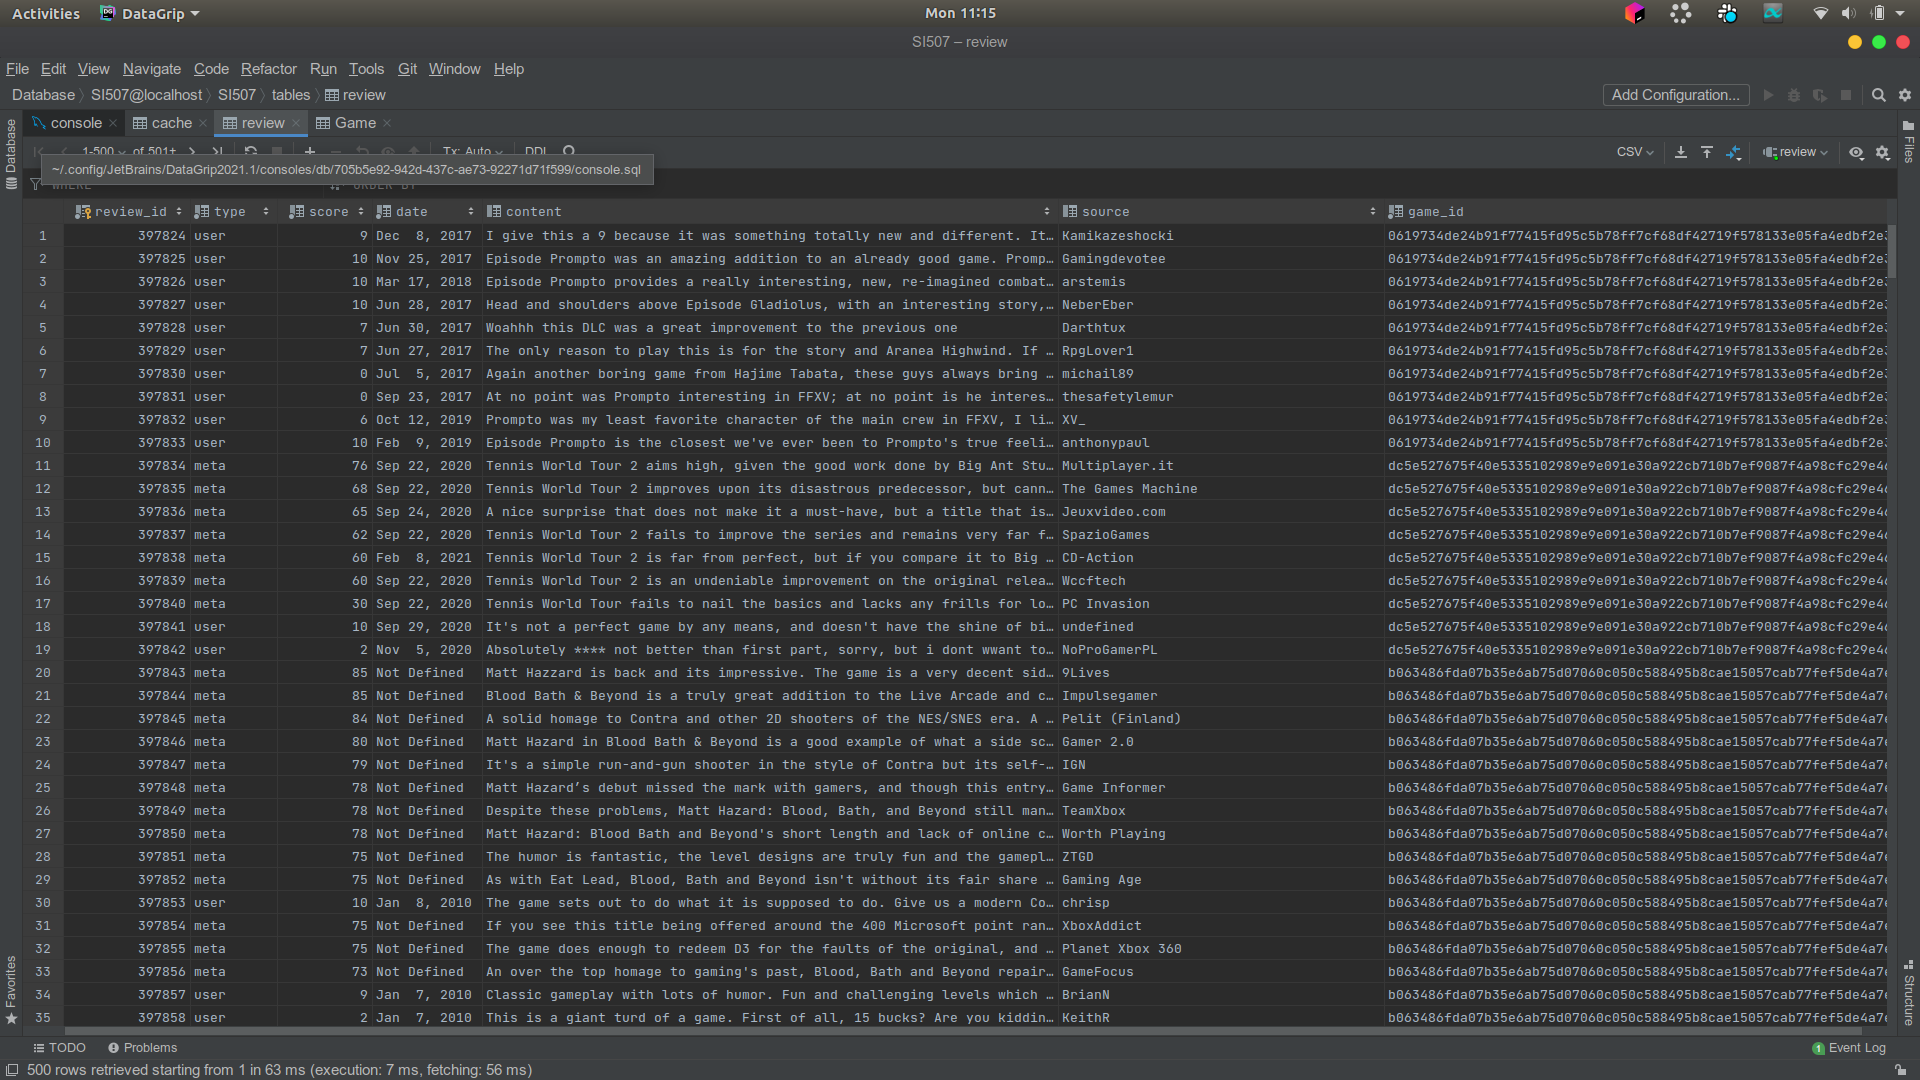 Activities DataGrip Mon 11:15
SI507 – review
File Edit View Navigate Code Refactor Run Tools Git Window Help
Database SI507@localhost SI507 tables review Add Configuration...
console cache review Game
1-500 of 501+ Tx: Auto DDL CSV review
~/.config/JetBrains/DataGrip2021.1/consoles/db/705b5e92-942d-437c-ae73-92271d71f599/console.sql
WHERE ORDER BY
review_id type score date content source game_id
1 397824 user 9 Dec 8, 2017 I give this a 9 because it was something totally new and different. It… Kamikazeshocki 0619734de24b91f77415fd95c5b78ff7cf68df42719f578133e05fa4edbf2e3
2 397825 user 10 Nov 25, 2017 Episode Prompto was an amazing addition to an already good game. Promp… Gamingdevotee 0619734de24b91f77415fd95c5b78ff7cf68df42719f578133e05fa4edbf2e3
3 397826 user 10 Mar 17, 2018 Episode Prompto provides a really interesting, new, re-imagined combat… arstemis 0619734de24b91f77415fd95c5b78ff7cf68df42719f578133e05fa4edbf2e3
4 397827 user 10 Jun 28, 2017 Head and shoulders above Episode Gladiolus, with an interesting story,… NeberEber 0619734de24b91f77415fd95c5b78ff7cf68df42719f578133e05fa4edbf2e3
5 397828 user 7 Jun 30, 2017 Woahhh this DLC was a great improvement to the previous one Darthtux 0619734de24b91f77415fd95c5b78ff7cf68df42719f578133e05fa4edbf2e3
6 397829 user 7 Jun 27, 2017 The only reason to play this is for the story and Aranea Highwind. If … RpgLover1 0619734de24b91f77415fd95c5b78ff7cf68df42719f578133e05fa4edbf2e3
7 397830 user 0 Jul 5, 2017 Again another boring game from Hajime Tabata, these guys always bring … michail89 0619734de24b91f77415fd95c5b78ff7cf68df42719f578133e05fa4edbf2e3
8 397831 user 0 Sep 23, 2017 At no point was Prompto interesting in FFXV; at no point is he interes… thesafetylemur 0619734de24b91f77415fd95c5b78ff7cf68df42719f578133e05fa4edbf2e3
9 397832 user 6 Oct 12, 2019 Prompto was my least favorite character of the main crew in FFXV, I li… XV_ 0619734de24b91f77415fd95c5b78ff7cf68df42719f578133e05fa4edbf2e3
10 397833 user 10 Feb 9, 2019 Episode Prompto is the closest we've ever been to Prompto's true feeli… anthonypaul 0619734de24b91f77415fd95c5b78ff7cf68df42719f578133e05fa4edbf2e3
11 397834 meta 76 Sep 22, 2020 Tennis World Tour 2 aims high, given the good work done by Big Ant Stu… Multiplayer.it dc5e527675f40e5335102989e9e091e30a922cb710b7ef9087f4a98cfc29e46
12 397835 meta 68 Sep 22, 2020 Tennis World Tour 2 improves upon its disastrous predecessor, but cann… The Games Machine dc5e527675f40e5335102989e9e091e30a922cb710b7ef9087f4a98cfc29e46
13 397836 meta 65 Sep 24, 2020 A nice surprise that does not make it a must-have, but a title that is… Jeuxvideo.com dc5e527675f40e5335102989e9e091e30a922cb710b7ef9087f4a98cfc29e46
14 397837 meta 62 Sep 22, 2020 Tennis World Tour 2 fails to improve the series and remains very far f… SpazioGames dc5e527675f40e5335102989e9e091e30a922cb710b7ef9087f4a98cfc29e46
15 397838 meta 60 Feb 8, 2021 Tennis World Tour 2 is far from perfect, but if you compare it to Big … CD-Action dc5e527675f40e5335102989e9e091e30a922cb710b7ef9087f4a98cfc29e46
16 397839 meta 60 Sep 22, 2020 Tennis World Tour 2 is an undeniable improvement on the original relea… Wccftech dc5e527675f40e5335102989e9e091e30a922cb710b7ef9087f4a98cfc29e46
17 397840 meta 30 Sep 22, 2020 Tennis World Tour fails to nail the basics and lacks any frills for lo… PC Invasion dc5e527675f40e5335102989e9e091e30a922cb710b7ef9087f4a98cfc29e46
18 397841 user 10 Sep 29, 2020 It's not a perfect game by any means, and doesn't have the shine of bi… undefined dc5e527675f40e5335102989e9e091e30a922cb710b7ef9087f4a98cfc29e46
19 397842 user 2 Nov 5, 2020 Absolutely **** not better than first part, sorry, but i dont wwant to… NoProGamerPL dc5e527675f40e5335102989e9e091e30a922cb710b7ef9087f4a98cfc29e46
20 397843 meta 85 Not Defined Matt Hazzard is back and its impressive. The game is a very decent sid… 9Lives b063486fda07b35e6ab75d07060c050c588495b8cae15057cab77fef5de4a7e
21 397844 meta 85 Not Defined Blood Bath & Beyond is a truly great addition to the Live Arcade and c… Impulsegamer b063486fda07b35e6ab75d07060c050c588495b8cae15057cab77fef5de4a7e
22 397845 meta 84 Not Defined A solid homage to Contra and other 2D shooters of the NES/SNES era. A … Pelit (Finland) b063486fda07b35e6ab75d07060c050c588495b8cae15057cab77fef5de4a7e
23 397846 meta 80 Not Defined Matt Hazard in Blood Bath & Beyond is a good example of what a side sc… Gamer 2.0 b063486fda07b35e6ab75d07060c050c588495b8cae15057cab77fef5de4a7e
24 397847 meta 79 Not Defined It's a simple run-and-gun shooter in the style of Contra but its self-… IGN b063486fda07b35e6ab75d07060c050c588495b8cae15057cab77fef5de4a7e
25 397848 meta 78 Not Defined Matt Hazard’s debut missed the mark with gamers, and though this entry… Game Informer b063486fda07b35e6ab75d07060c050c588495b8cae15057cab77fef5de4a7e
26 397849 meta 78 Not Defined Despite these problems, Matt Hazard: Blood, Bath, and Beyond still man… TeamXbox b063486fda07b35e6ab75d07060c050c588495b8cae15057cab77fef5de4a7e
27 397850 meta 78 Not Defined Matt Hazard: Blood Bath and Beyond's short length and lack of online c… Worth Playing b063486fda07b35e6ab75d07060c050c588495b8cae15057cab77fef5de4a7e
28 397851 meta 75 Not Defined The humor is fantastic, the level designs are truly fun and the gamepl… ZTGD b063486fda07b35e6ab75d07060c050c588495b8cae15057cab77fef5de4a7e
29 397852 meta 75 Not Defined As with Eat Lead, Blood, Bath and Beyond isn't without its fair share … Gaming Age b063486fda07b35e6ab75d07060c050c588495b8cae15057cab77fef5de4a7e
30 397853 user 10 Jan 8, 2010 The game sets out to do what it is supposed to do. Give us a modern Co… chrisp b063486fda07b35e6ab75d07060c050c588495b8cae15057cab77fef5de4a7e
31 397854 meta 75 Not Defined If you see this title being offered around the 400 Microsoft point ran… XboxAddict b063486fda07b35e6ab75d07060c050c588495b8cae15057cab77fef5de4a7e
32 397855 meta 75 Not Defined The game does enough to redeem D3 for the faults of the original, and … Planet Xbox 360 b063486fda07b35e6ab75d07060c050c588495b8cae15057cab77fef5de4a7e
33 397856 meta 73 Not Defined An over the top homage to gaming's past, Blood, Bath and Beyond repair… GameFocus b063486fda07b35e6ab75d07060c050c588495b8cae15057cab77fef5de4a7e
34 397857 user 9 Jan 7, 2010 Classic gameplay with lots of humor. Fun and challenging levels which … BrianN b063486fda07b35e6ab75d07060c050c588495b8cae15057cab77fef5de4a7e
35 397858 user 2 Jan 7, 2010 This is a giant turd of a game. First of all, 15 bucks? Are you kiddin… KeithR b063486fda07b35e6ab75d07060c050c588495b8cae15057cab77fef5de4a7e
Database
Favorites
Files
Structure
TODO Problems 1 Event Log
500 rows retrieved starting from 1 in 63 ms (execution: 7 ms, fetching: 56 ms)